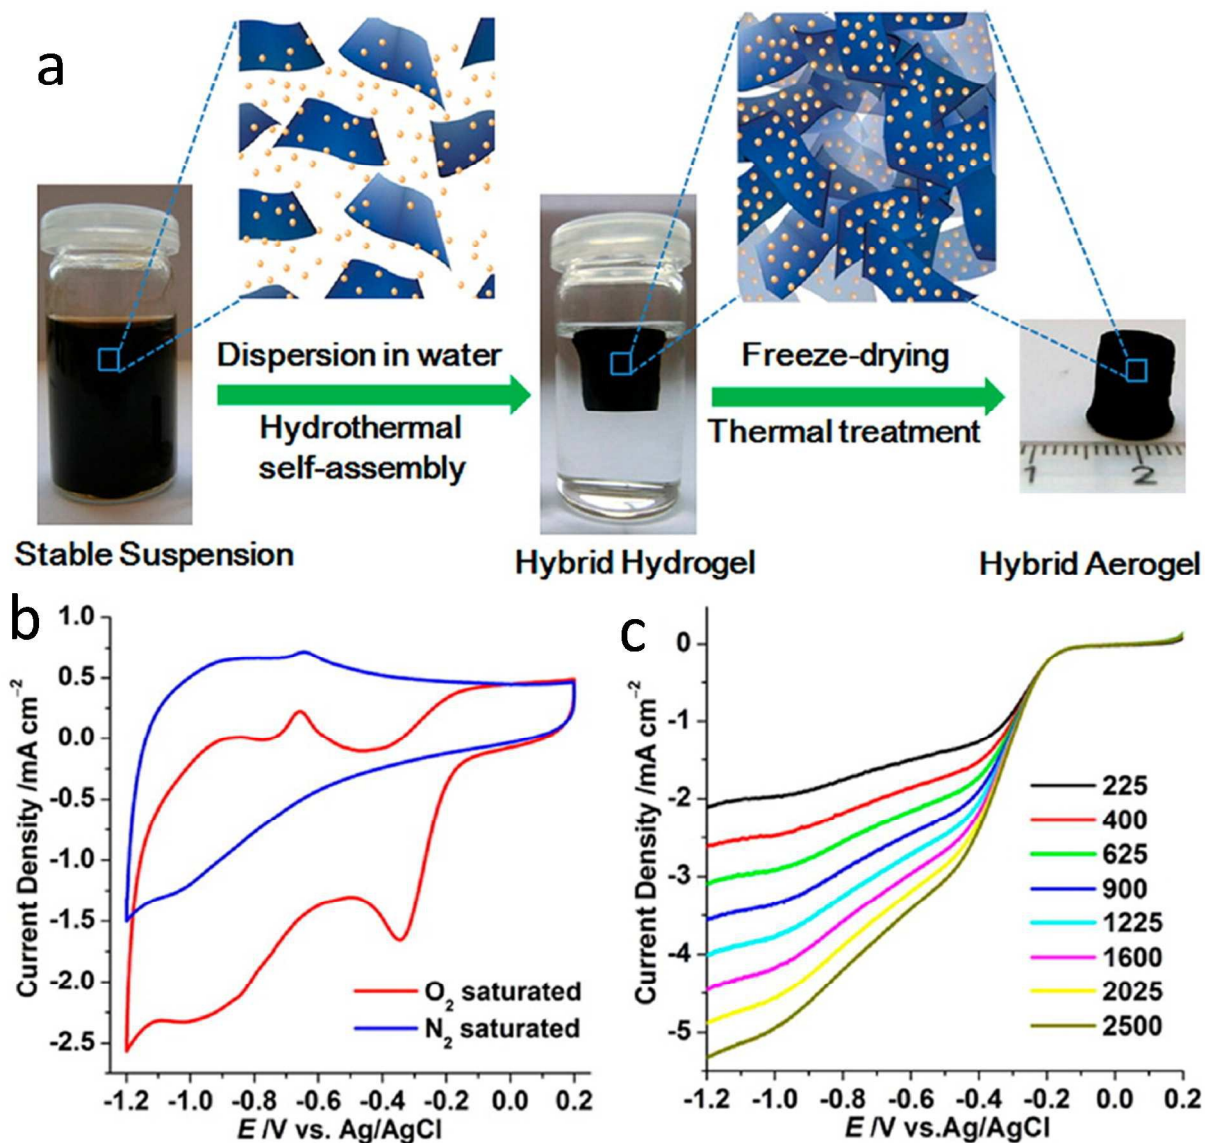 a
Dispersion in water
Hydrothermal
self-assembly
Freeze-drying
Thermal treatment
1 2
Stable Suspension
Hybrid Hydrogel
Hybrid Aerogel
b
Current Density /mA cm⁻²
1.0
0.5
0.0
-0.5
-1.0
-1.5
-2.0
-2.5
O₂ saturated
N₂ saturated
-1.2 -1.0 -0.8 -0.6 -0.4 -0.2 0.0 0.2
E /V vs. Ag/AgCl
c
Current Density /mA cm⁻²
0
-1
-2
-3
-4
-5
225
400
625
900
1225
1600
2025
2500
-1.2 -1.0 -0.8 -0.6 -0.4 -0.2 0.0 0.2
E /V vs.Ag/AgCl